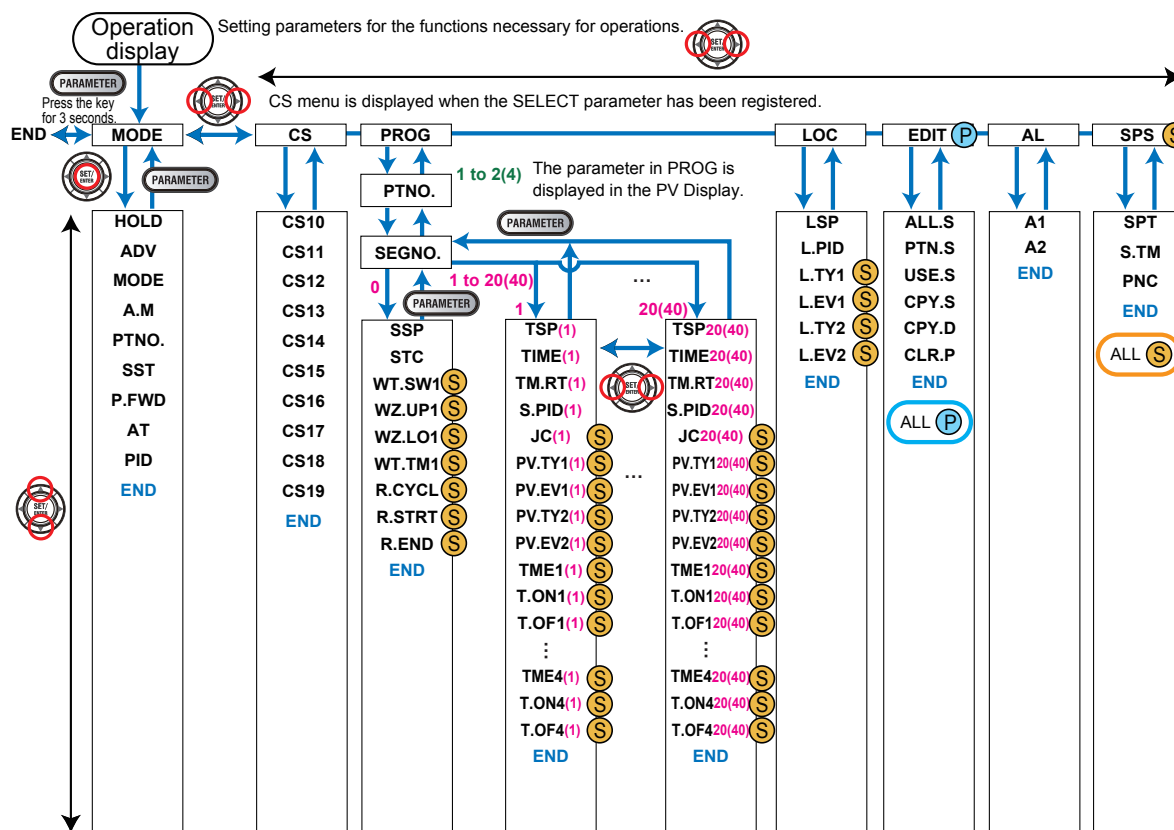 Operation
display
Setting parameters for the functions necessary for operations.
SET/
ENTER
PARAMETER
Press the key
for 3 seconds.
SET/
ENTER
CS menu is displayed when the SELECT parameter has been registered.
END
MODE
CS
PROG
LOC
EDIT P
AL
SPS S
SET/
ENTER
PARAMETER
PTNO.
1 to 2(4)
The parameter in PROG is
displayed in the PV Display.
SEGNO.
PARAMETER
0
1 to 20(40)
...
PARAMETER
1
20(40)
HOLD
ADV
MODE
A.M
PTNO.
SST
P.FWD
AT
PID
END
SET/
ENTER
CS10
CS11
CS12
CS13
CS14
CS15
CS16
CS17
CS18
CS19
END
SSP
STC
WT.SW1 S
WZ.UP1 S
WZ.LO1 S
WT.TM1 S
R.CYCL S
R.STRT S
R.END S
END
TSP(1)
TIME(1)
TM.RT(1)
S.PID(1)
JC(1) S
PV.TY1(1) S
PV.EV1(1) S
PV.TY2(1) S
PV.EV2(1) S
TME1(1) S
T.ON1(1) S
T.OF1(1) S
...
TME4(1) S
T.ON4(1) S
T.OF4(1) S
END
SET/
ENTER
...
TSP20(40)
TIME20(40)
TM.RT20(40)
S.PID20(40)
JC20(40) S
PV.TY120(40) S
PV.EV120(40) S
PV.TY220(40) S
PV.EV220(40) S
TME120(40) S
T.ON120(40) S
T.OF120(40) S
...
TME420(40) S
T.ON420(40) S
T.OF420(40) S
END
LSP
L.PID
L.TY1 S
L.EV1 S
L.TY2 S
L.EV2 S
END
ALL.S
PTN.S
USE.S
CPY.S
CPY.D
CLR.P
END
ALL P
A1
A2
END
SPT
S.TM
PNC
END
ALL S